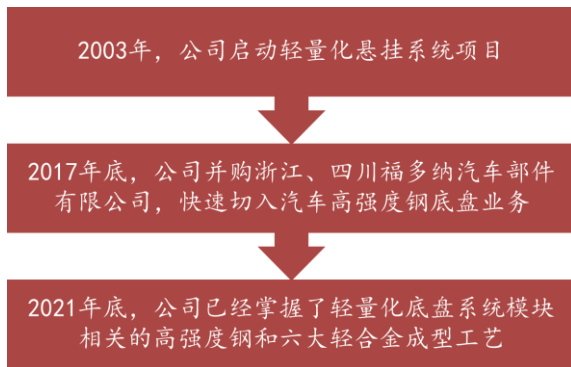 2003年，公司启动轻量化悬挂系统项目
2017年底，公司并购浙江、四川福多纳汽车部件
有限公司，快速切入汽车高强度钢底盘业务
2021年底，公司已经掌握了轻量化底盘系统模块
相关的高强度钢和六大轻合金成型工艺